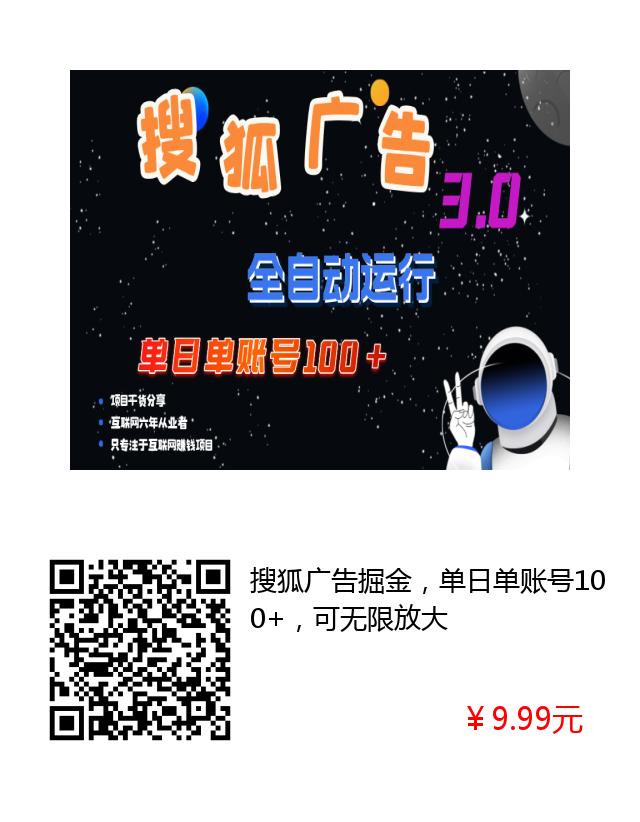 搜狐广告
3.0
全自动运行
单日单账号100+
项目干货分享
互联网六年从业者
只专注于互联网赚钱项目
搜狐广告掘金，单日单账号10
0+，可无限放大
￥9.99元